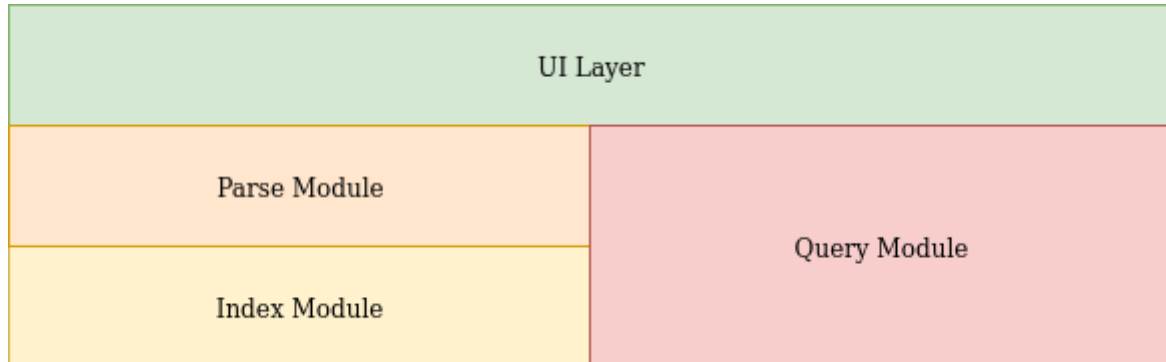 UI Layer
Parse Module
Query Module
Index Module